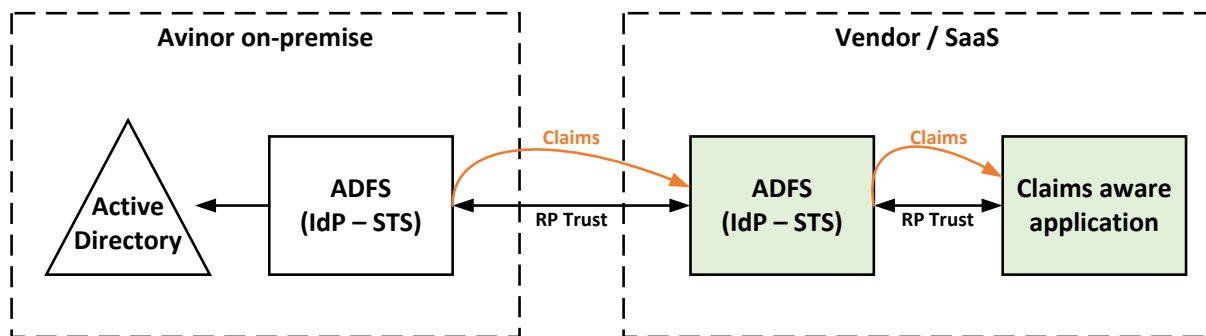 Avinor on-premise
Vendor / SaaS
Claims
Claims
Active
Directory
ADFS
(IdP – STS)
RP Trust
ADFS
(IdP – STS)
RP Trust
Claims aware
application